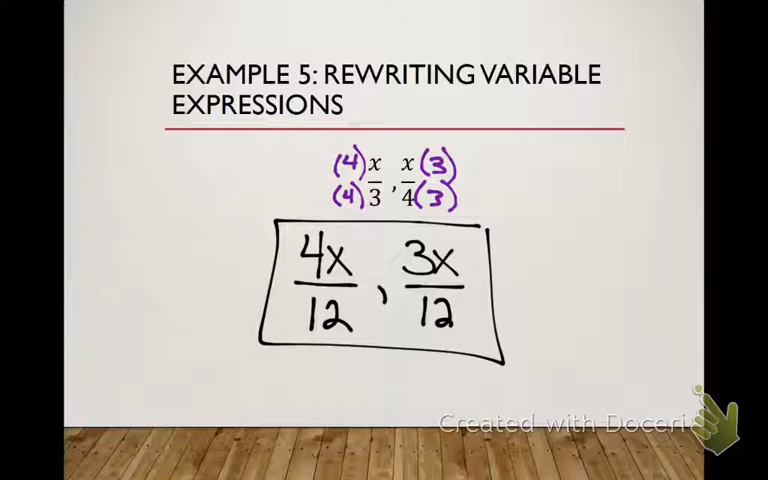 EXAMPLE 5: REWRITING VARIABLE
EXPRESSIONS
(4) x/3 (4), x/4 (3) (3)
4x/12, 3x/12
Created with Doceri